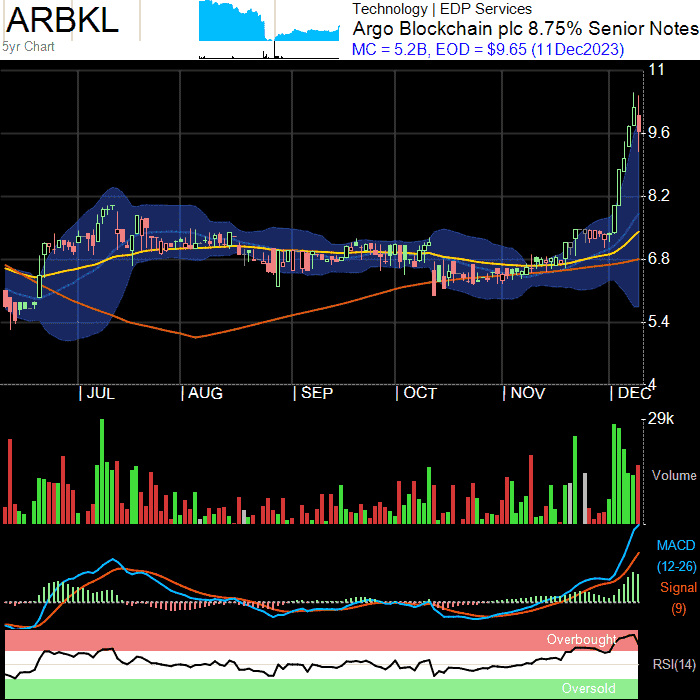 ARBKL
5yr Chart
Technology | EDP Services
Argo Blockchain plc 8.75% Senior Notes
MC = 5.2B, EOD = $9.65 (11Dec2023)
11
9.6
8.2
6.8
5.4
4
JUL
AUG
SEP
OCT
NOV
DEC
29k
Volume
MACD
(12-26)
Signal
(9)
Overbought
RSI(14)
Oversold